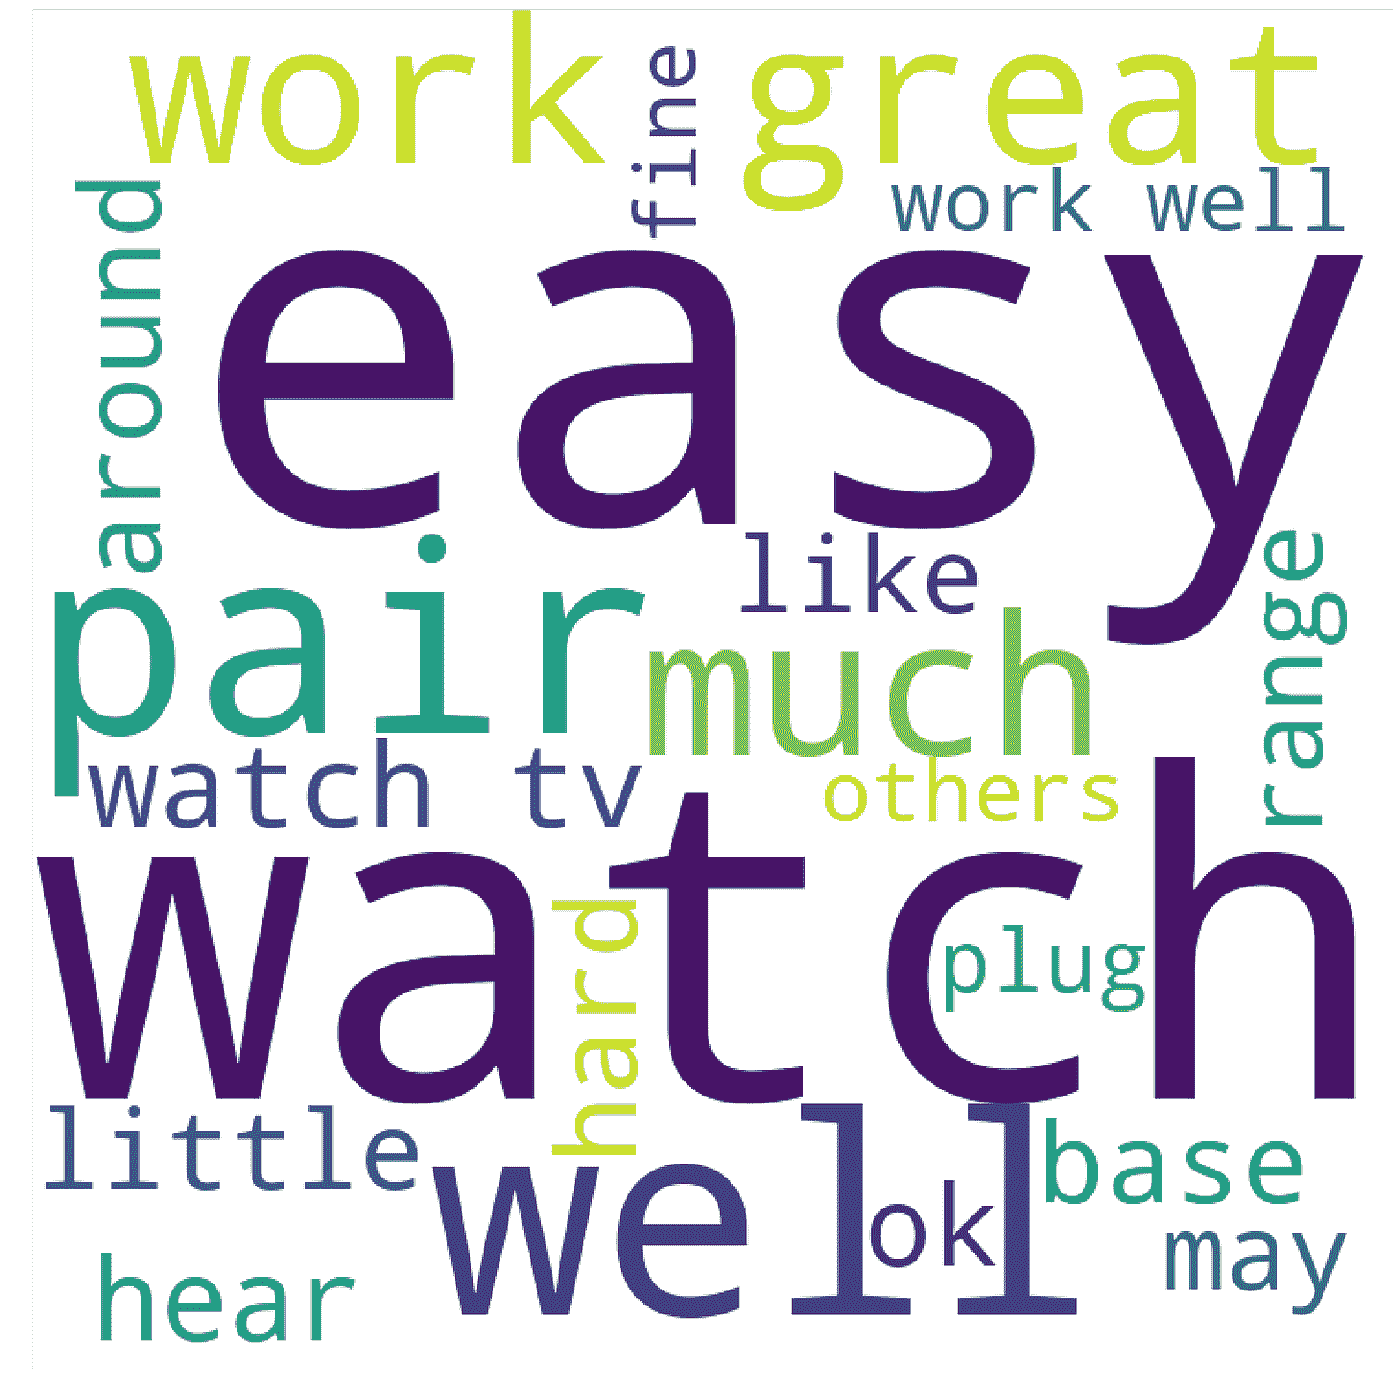 work great
fine
work well
around
easy
like
pair
much
range
watch tv
others
watch
hard
plug
little
well
base
ok
may
hear